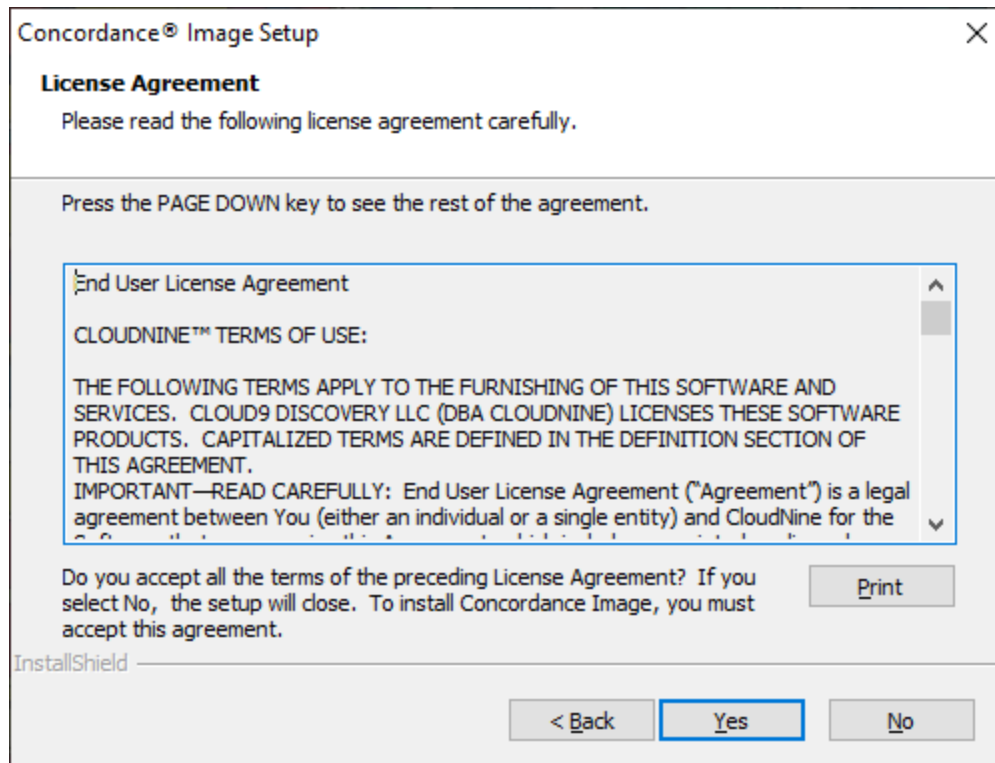 Concordance® Image Setup
License Agreement
Please read the following license agreement carefully.
Press the PAGE DOWN key to see the rest of the agreement.
End User License Agreement
CLOUDNINE™ TERMS OF USE:
THE FOLLOWING TERMS APPLY TO THE FURNISHING OF THIS SOFTWARE AND
SERVICES.  CLOUD9 DISCOVERY LLC (DBA CLOUDNINE) LICENSES THESE SOFTWARE
PRODUCTS.  CAPITALIZED TERMS ARE DEFINED IN THE DEFINITION SECTION OF
THIS AGREEMENT.
IMPORTANT—READ CAREFULLY:  End User License Agreement (“Agreement”) is a legal
agreement between You (either an individual or a single entity) and CloudNine for the
Do you accept all the terms of the preceding License Agreement?  If you
select No,  the setup will close.  To install Concordance Image, you must
accept this agreement.
Print
InstallShield
< Back
Yes
No